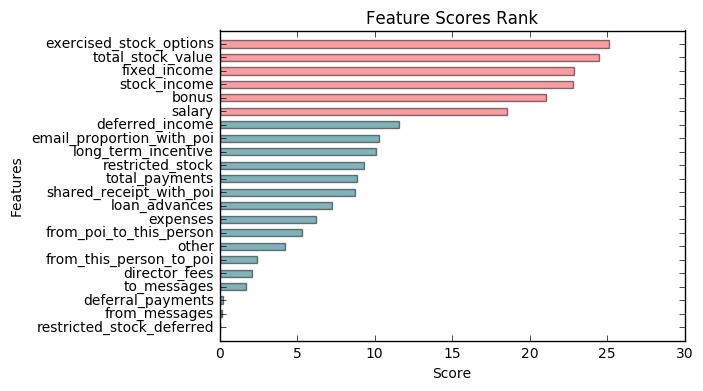 Feature Scores Rank
exercised_stock_options
total_stock_value
fixed_income
stock_income
bonus
salary
deferred_income
email_proportion_with_poi
long_term_incentive
restricted_stock
total_payments
shared_receipt_with_poi
loan_advances
expenses
from_poi_to_this_person
other
from_this_person_to_poi
director_fees
to_messages
deferral_payments
from_messages
restricted_stock_deferred
Features
0 5 10 15 20 25 30
Score